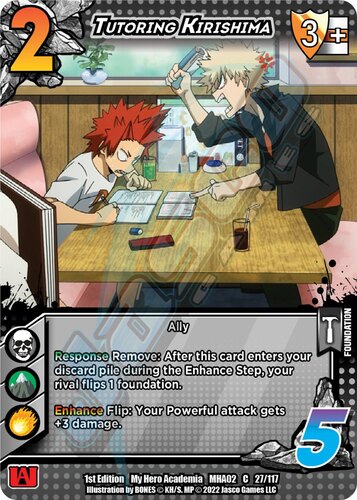 2
TUTORING KIRISHIMA
3
+
Ally
Response Remove: After this card enters your
discard pile during the Enhance Step, your
rival flips 1 foundation.
Enhance Flip: Your Powerful attack gets
+3 damage.
FOUNDATION
5
1st Edition My Hero Academia MHA02 C 27/117
Illustration by BONES © KH/S. MP © 2022 Jasco Games LLC